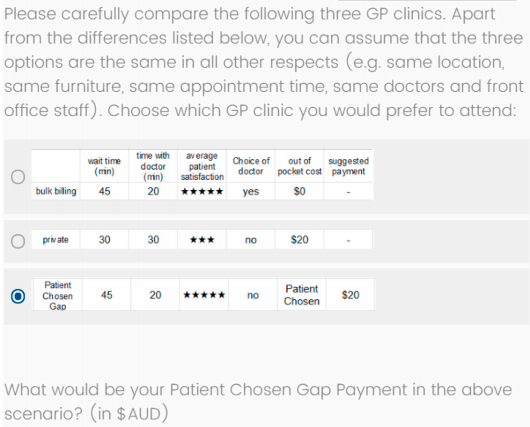 Please carefully compare the following three GP clinics. Apart
from the differences listed below, you can assume that the three
options are the same in all other respects (e.g. same location,
same furniture, same appointment time, same doctors and front
office staff). Choose which GP clinic you would prefer to attend:
wait time (min) time with doctor (min) average patient satisfaction Choice of doctor out of pocket cost suggested payment
bulk billing 45 20 ★★★★★ yes $0 -
private 30 30 ★★★ no $20 -
Patient Chosen Gap 45 20 ★★★★★ no Patient Chosen $20
What would be your Patient Chosen Gap Payment in the above
scenario? (in $AUD)